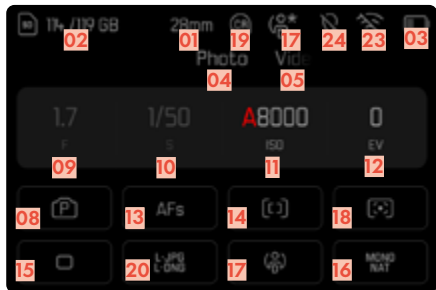 114 /119 GB 28mm
02 01 19 17 24 23 03
Photo Vide
04 05
1.7 1/50 A8000 0
F S ISO EV
09 10 11 12
P AFs
08 13 14 18
L-JPG MONO
L-DNG NAT
15 20 17 16